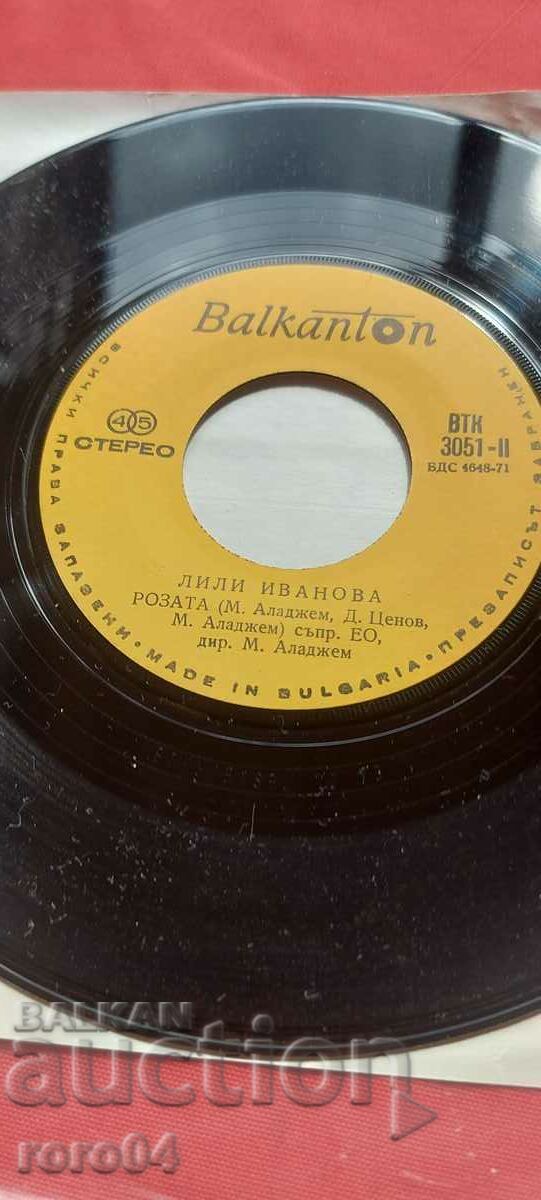 Balkanton
45
СТЕРЕО
ВТК
3051-II
БДС 4648-71
ЛИЛИ ИВАНОВА
РОЗАТА (М. Аладжем, Д. Ценов,
М. Аладжем) съпр. ЕО,
дир. М. Аладжем
ВСИЧКИ ПРАВА ЗАПАЗЕНИ • MADE IN BULGARIA • ПРЕЗАПИСЪТ ЗАБРАНЕН
BALKAN
auction
roro04